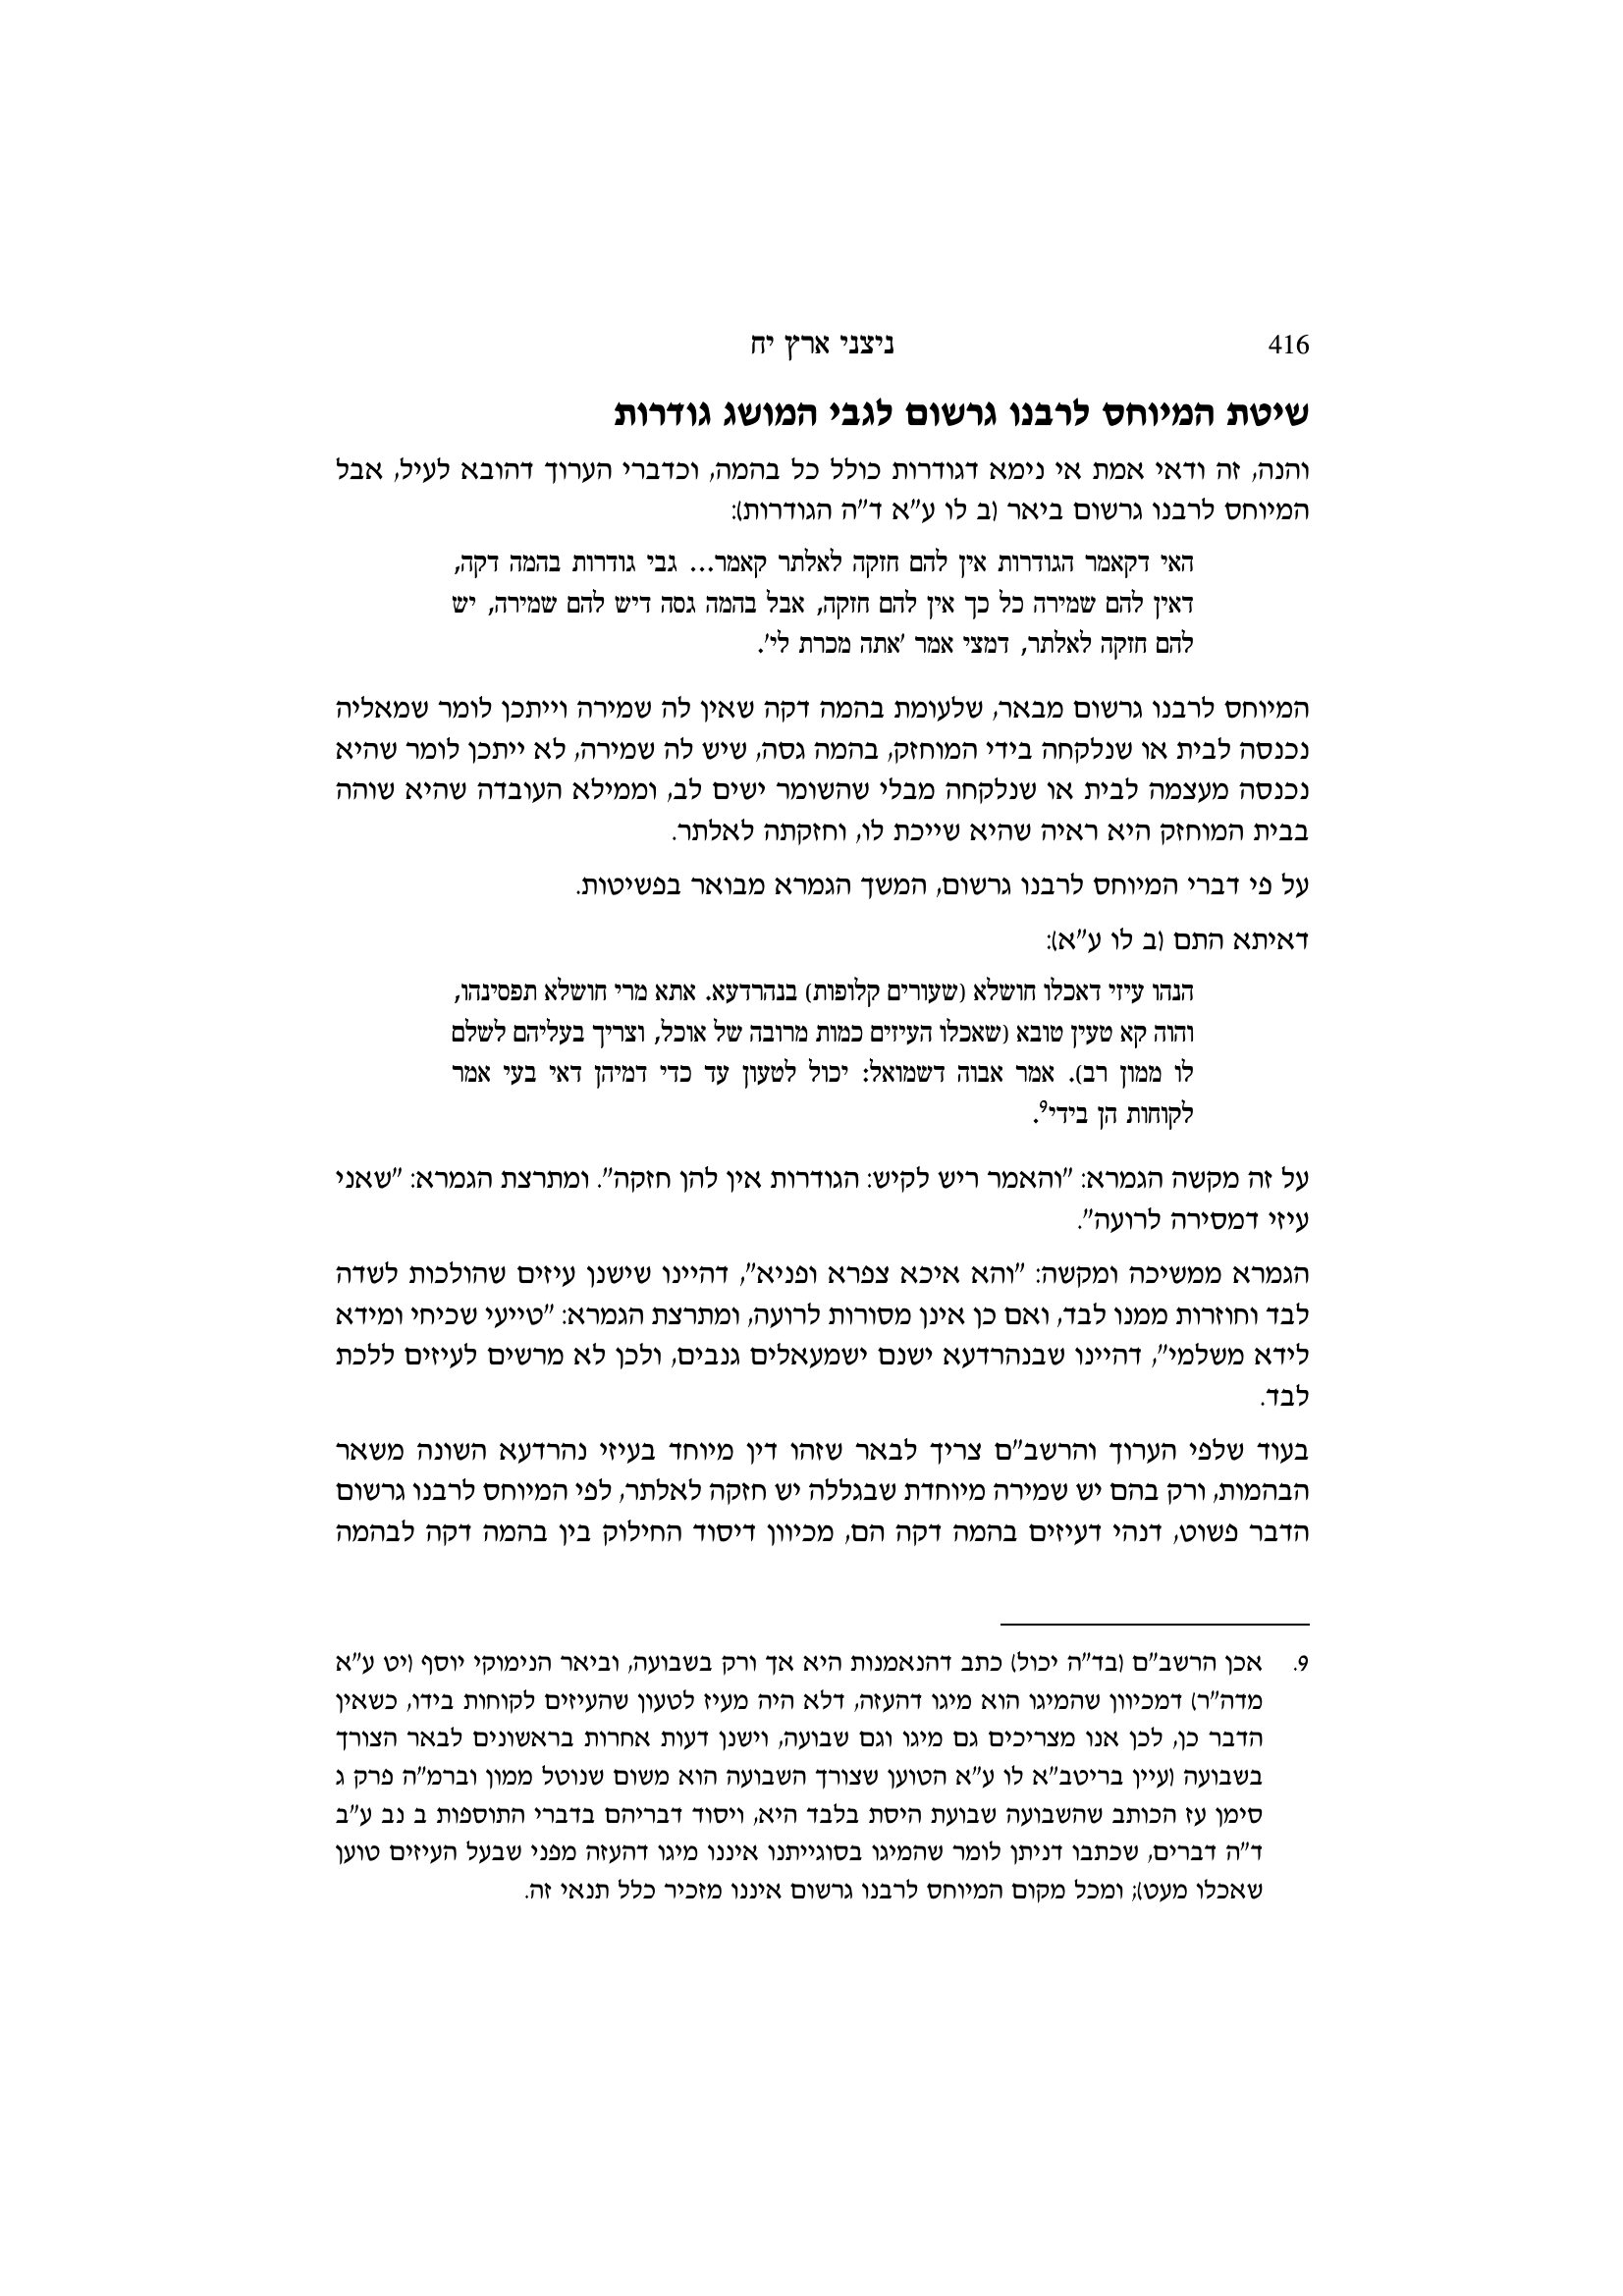 416
ניצני ארץ יח
שיטת המיוחס לרבנו גרשום לגבי המושג גודרות
והנה, זה ודאי אמת אי נימא דגודרות כולל כל בהמה, וכדברי הערוך דהובא לעיל, אבל
המיוחס לרבנו גרשום ביאר (ב לו ע"א ד"ה הגודרות):
האי דקאמר הגודרות אין להם חזקה לאלתר קאמר... גבי גודרות בהמה דקה,
דאין להם שמירה כל כך אין להם חזקה, אבל בהמה גסה דיש להם שמירה, יש
להם חזקה לאלתר, דמצי אמר 'אתה מכרת לי'.
המיוחס לרבנו גרשום מבאר, שלעומת בהמה דקה שאין לה שמירה וייתכן לומר שמאליה
נכנסה לבית או שנלקחה בידי המוחזק, בהמה גסה, שיש לה שמירה, לא ייתכן לומר שהיא
נכנסה מעצמה לבית או שנלקחה מבלי שהשומר ישים לב, וממילא העובדה שהיא שוהה
בבית המוחזק היא ראיה שהיא שייכת לו, וחזקתה לאלתר.
על פי דברי המיוחס לרבנו גרשום, המשך הגמרא מבואר בפשיטות.
דאיתא התם (ב לו ע"א):
הנהו עיזי דאכלו חושלא (שעורים קלופות) בנהרדעא. אתא מרי חושלא תפסינהו,
והוה קא טעין טובא (שאכלו העיזים כמות מרובה של אוכל, וצריך בעליהם לשלם
לו ממון רב). אמר אבוה דשמואל: יכול לטעון עד כדי דמיהן דאי בעי אמר
לקוחות הן בידי9.
על זה מקשה הגמרא: "והאמר ריש לקיש: הגודרות אין להן חזקה". ומתרצת הגמרא: "שאני
עיזי דמסירה לרועה".
הגמרא ממשיכה ומקשה: "והא איכא צפרא ופניא", דהיינו שישנן עיזים שהולכות לשדה
לבד וחוזרות ממנו לבד, ואם כן אינן מסורות לרועה, ומתרצת הגמרא: "טייעי שכיחי ומידא
לידא משלמי", דהיינו שבנהרדעא ישנם ישמעאלים גנבים, ולכן לא מרשים לעיזים ללכת
לבד.
בעוד שלפי הערוך והרשב"ם צריך לבאר שזהו דין מיוחד בעיזי נהרדעא השונה משאר
הבהמות, ורק בהם יש שמירה מיוחדת שבגללה יש חזקה לאלתר, לפי המיוחס לרבנו גרשום
הדבר פשוט, דנהי דעיזים בהמה דקה הם, מכיוון דיסוד החילוק בין בהמה דקה לבהמה
9. אכן הרשב"ם (בד"ה יכול) כתב דהנאמנות היא אך ורק בשבועה, וביאר הנימוקי יוסף (יט ע"א
מדה"ר) דמכיוון שהמיגו הוא מיגו דהעזה, דלא היה מעיז לטעון שהעיזים לקוחות בידו, כשאין
הדבר כן, לכן אנו מצריכים גם מיגו וגם שבועה, וישנן דעות אחרות בראשונים לבאר הצורך
בשבועה (עיין בריטב"א לו ע"א הטוען שצורך השבועה הוא משום שנוטל ממון וברמ"ה פרק ג
סימן עז הכותב שהשבועה שבועת היסת בלבד היא, ויסוד דבריהם בדברי התוספות ב נב ע"ב
ד"ה דברים, שכתבו דניתן לומר שהמיגו בסוגייתנו איננו מיגו דהעזה מפני שבעל העיזים טוען
שאכלו מעט); ומכל מקום המיוחס לרבנו גרשום איננו מזכיר כלל תנאי זה.